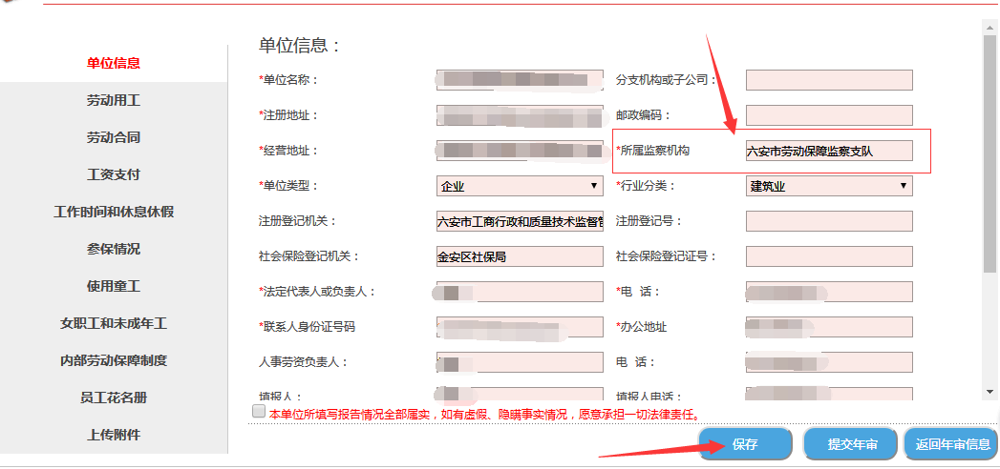 单位信息
劳动用工
劳动合同
工资支付
工作时间和休息休假
参保情况
使用童工
女职工和未成年工
内部劳动保障制度
员工花名册
上传附件
单位信息：
*单位名称： 分支机构或子公司：
*注册地址： 邮政编码：
*经营地址： *所属监察机构 六安市劳动保障监察支队
*单位类型： 企业 *行业分类： 建筑业
注册登记机关： 六安市工商行政和质量技术监督管 注册登记号：
社会保险登记机关： 金安区社保局 社会保险登记证号：
*法定代表人或负责人： *电 话：
*联系人身份证号码 *办公地址
人事劳资负责人： 电 话：
填报人： 填报人电话：
本单位所填写报告情况全部属实，如有虚假、隐瞒事实情况，愿意承担一切法律责任。
保存 提交年审 返回年审信息